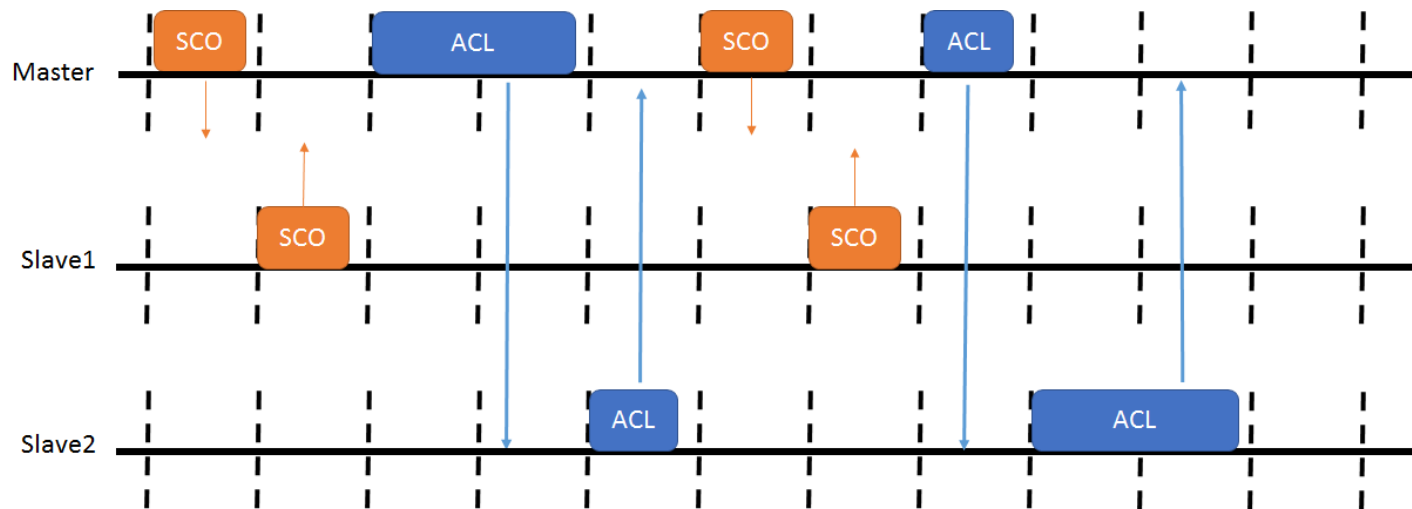 SCO ACL SCO ACL
Master
SCO SCO
Slave1
ACL ACL
Slave2